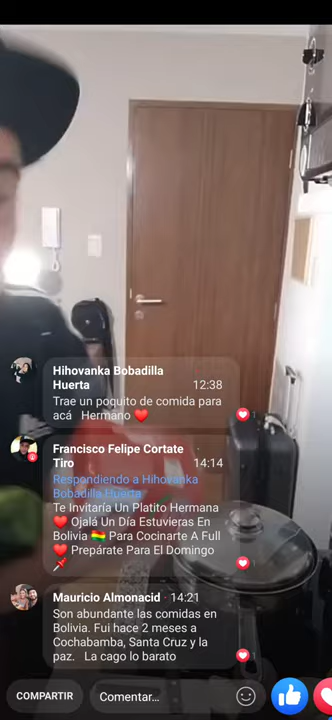 Hihovanka Bobadilla
Huerta 12:38
Trae un poquito de comida para
acá Hermano ❤️
1
Francisco Felipe Cortate
Tiro 14:14
Respondiendo a Hihovanka
Bobadilla Huerta
Te Invitaría Un Platito Hermana
❤️ Ojalá Un Día Estuvieras En
Bolivia 🇧🇴 Para Cocinarte A Full
❤️ Prepárate Para El Domingo
📌
1
Mauricio Almonacid · 14:21
Son abundante las comidas en
Bolivia. Fui hace 2 meses a
Cochabamba, Santa Cruz y la
paz. La cago lo barato
1
COMPARTIR
Comentar...